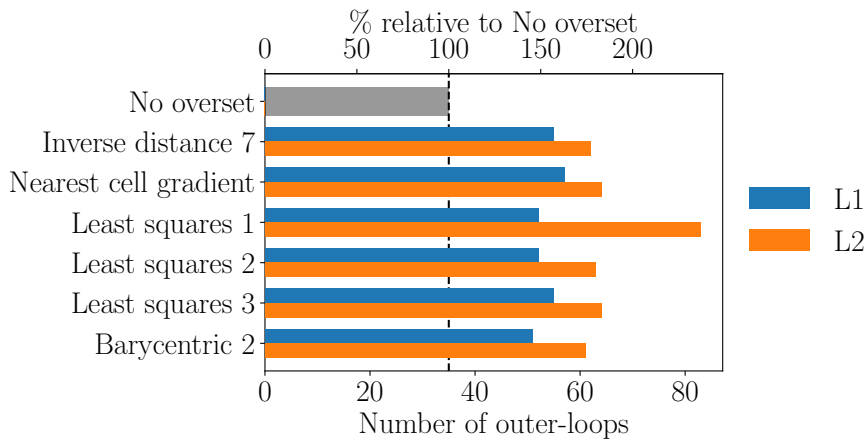 % relative to No overset
0 50 100 150 200
No overset
Inverse distance 7
Nearest cell gradient
Least squares 1
Least squares 2
Least squares 3
Barycentric 2
L1
L2
0 20 40 60 80
Number of outer-loops